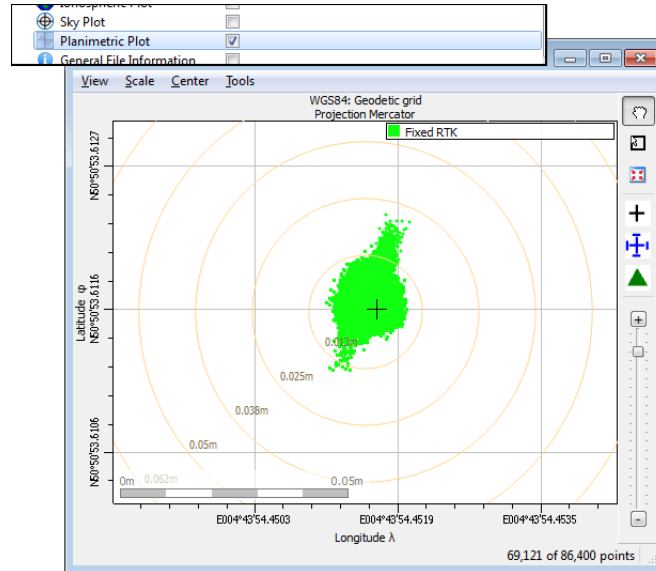 Ionospheric Plot
Sky Plot
Planimetric Plot
General File Information
View Scale Center Tools
WGS84: Geodetic grid
Projection Mercator
Fixed RTK
N50°50'53.6127
N50°50'53.6116
N50°50'53.6106
Latitude φ
0.013m
0.025m
0.038m
0.05m
0.062m
0m
0.05m
E004°43'54.4503
E004°43'54.4519
E004°43'54.4535
Longitude λ
69,121 of 86,400 points